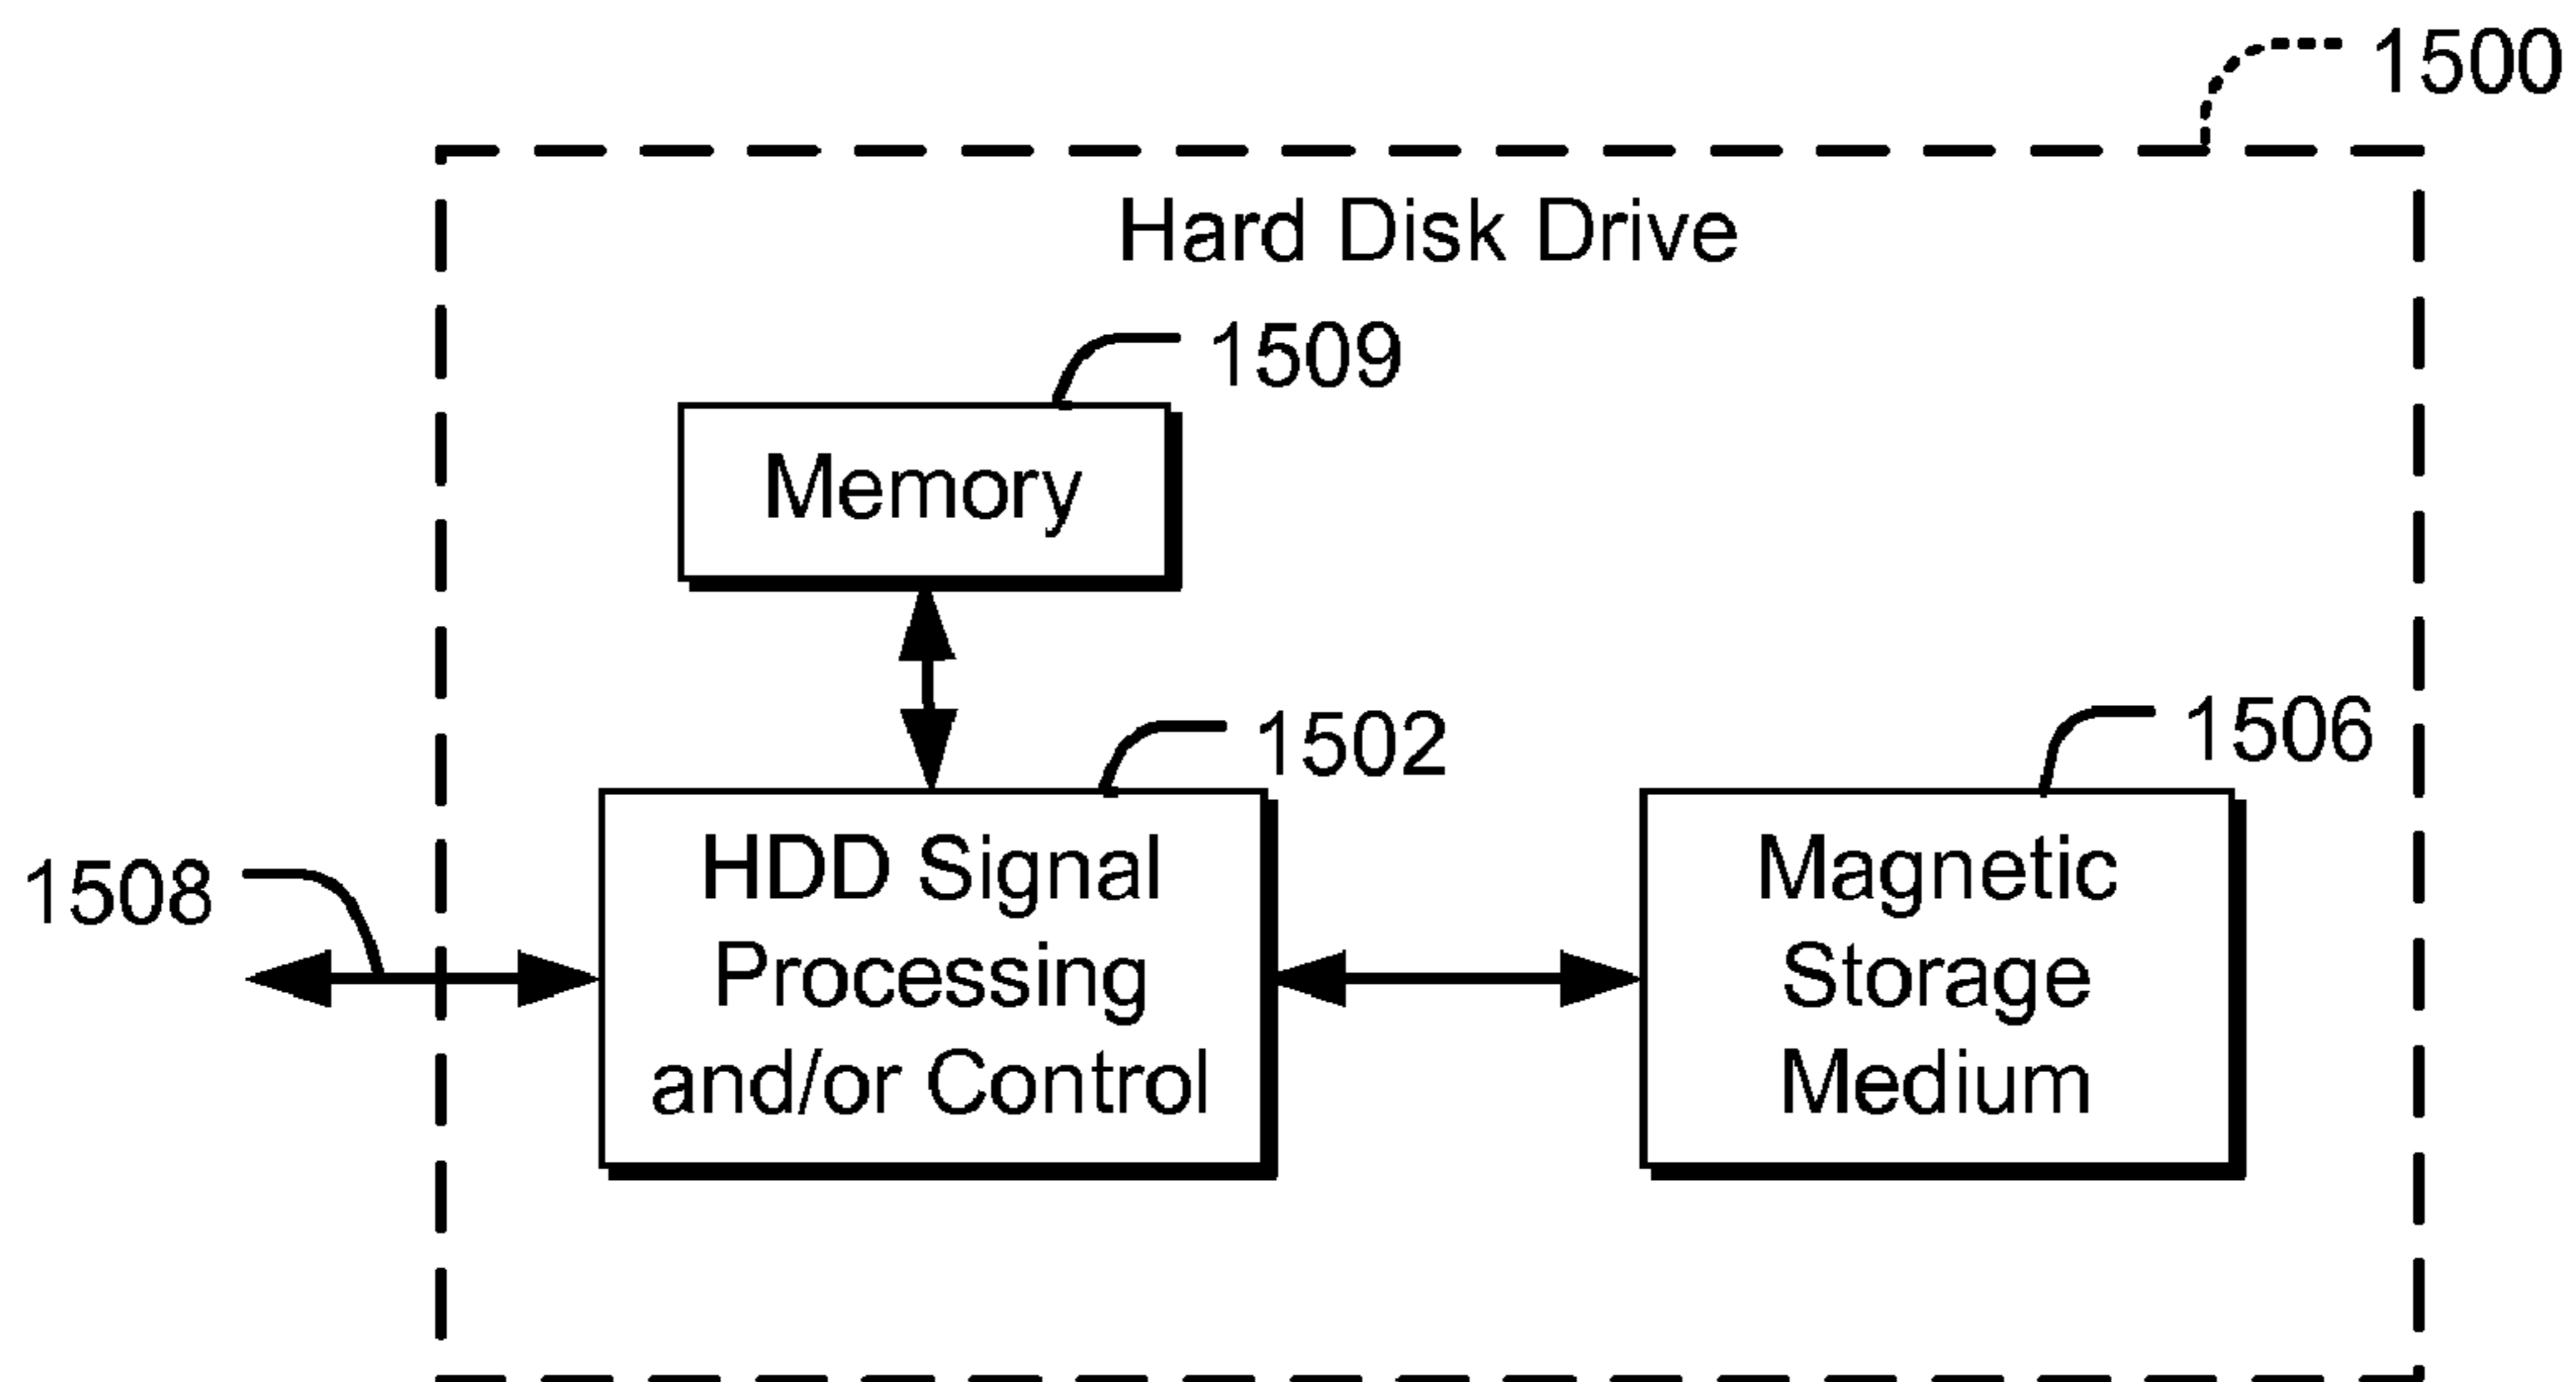 1500
Hard Disk Drive
1509
Memory
1502
1506
1508
HDD Signal
Processing
and/or Control
Magnetic
Storage
Medium